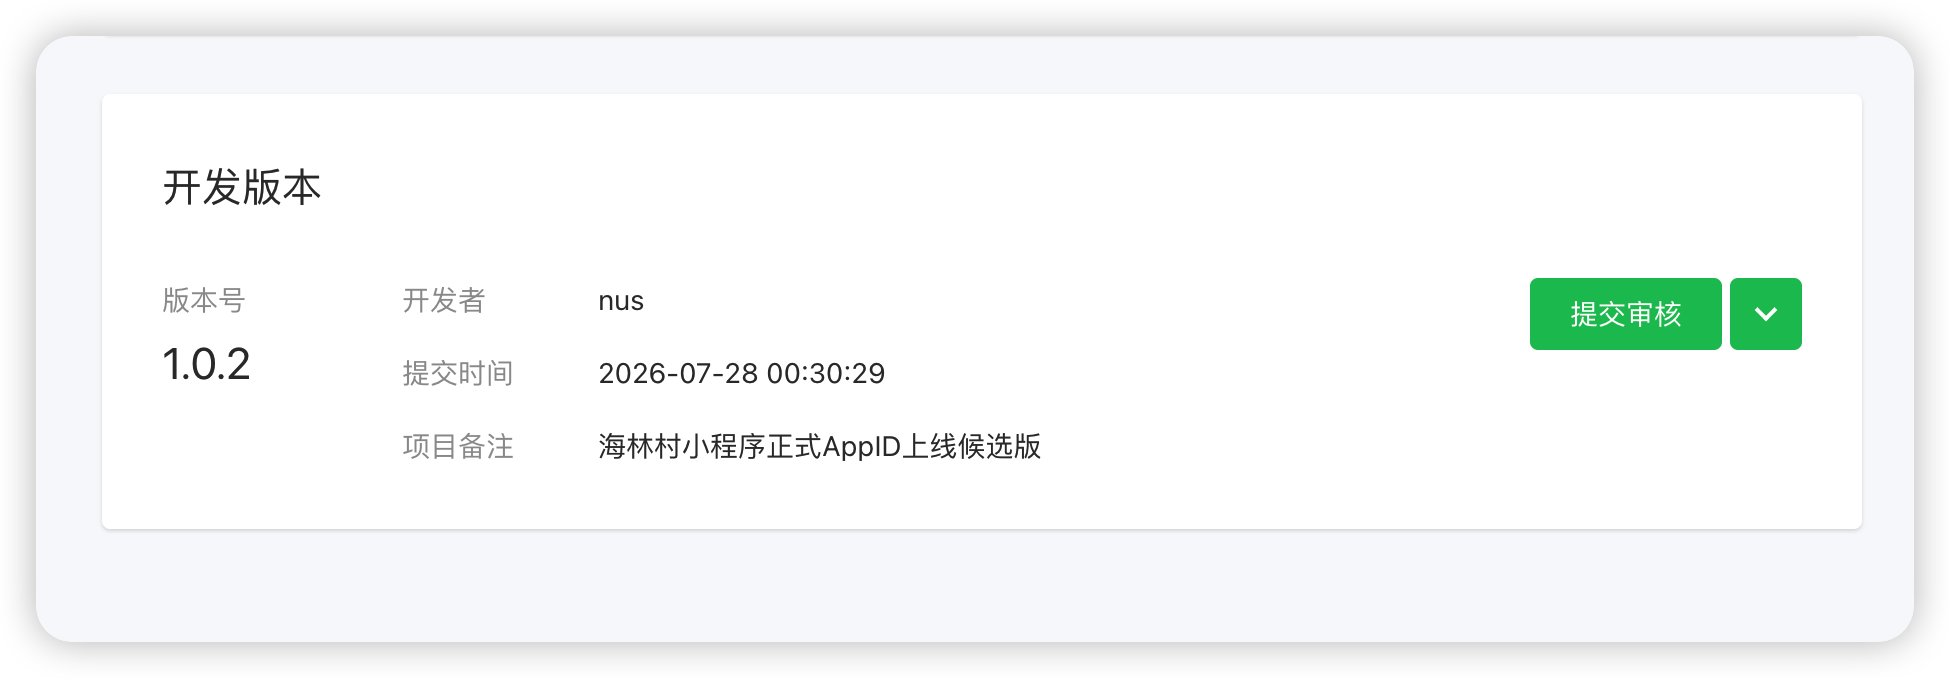 开发版本
版本号
1.0.2
开发者 nus
提交时间 2026-07-28 00:30:29
项目备注 海林村小程序正式AppID上线候选版
提交审核